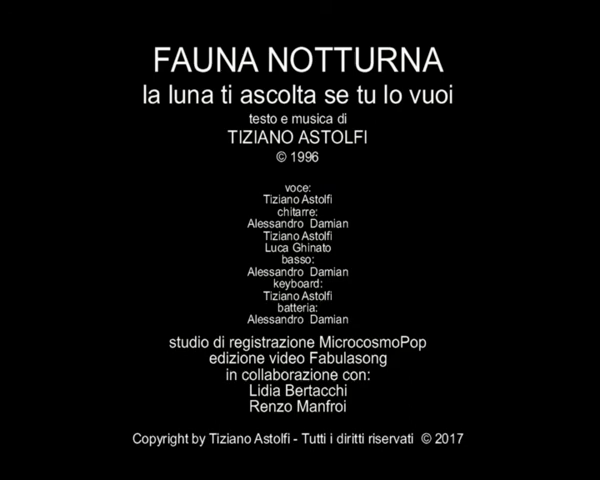 FAUNA NOTTURNA
la luna ti ascolta se tu lo vuoi
testo e musica di
TIZIANO ASTOLFI
© 1996
voce:
Tiziano Astolfi
chitarre:
Alessandro Damian
Tiziano Astolfi
Luca Ghinato
basso:
Alessandro Damian
keyboard:
Tiziano Astolfi
batteria:
Alessandro Damian
studio di registrazione MicrocosmoPop
edizione video Fabulasong
in collaborazione con:
Lidia Bertacchi
Renzo Manfroi
Copyright by Tiziano Astolfi - Tutti i diritti riservati © 2017